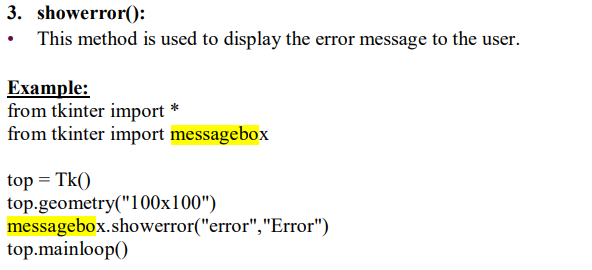 3. showerror():
• This method is used to display the error message to the user.
Example:
from tkinter import *
from tkinter import messagebox
top = Tk()
top.geometry("100x100")
messagebox.showerror("error","Error")
top.mainloop()